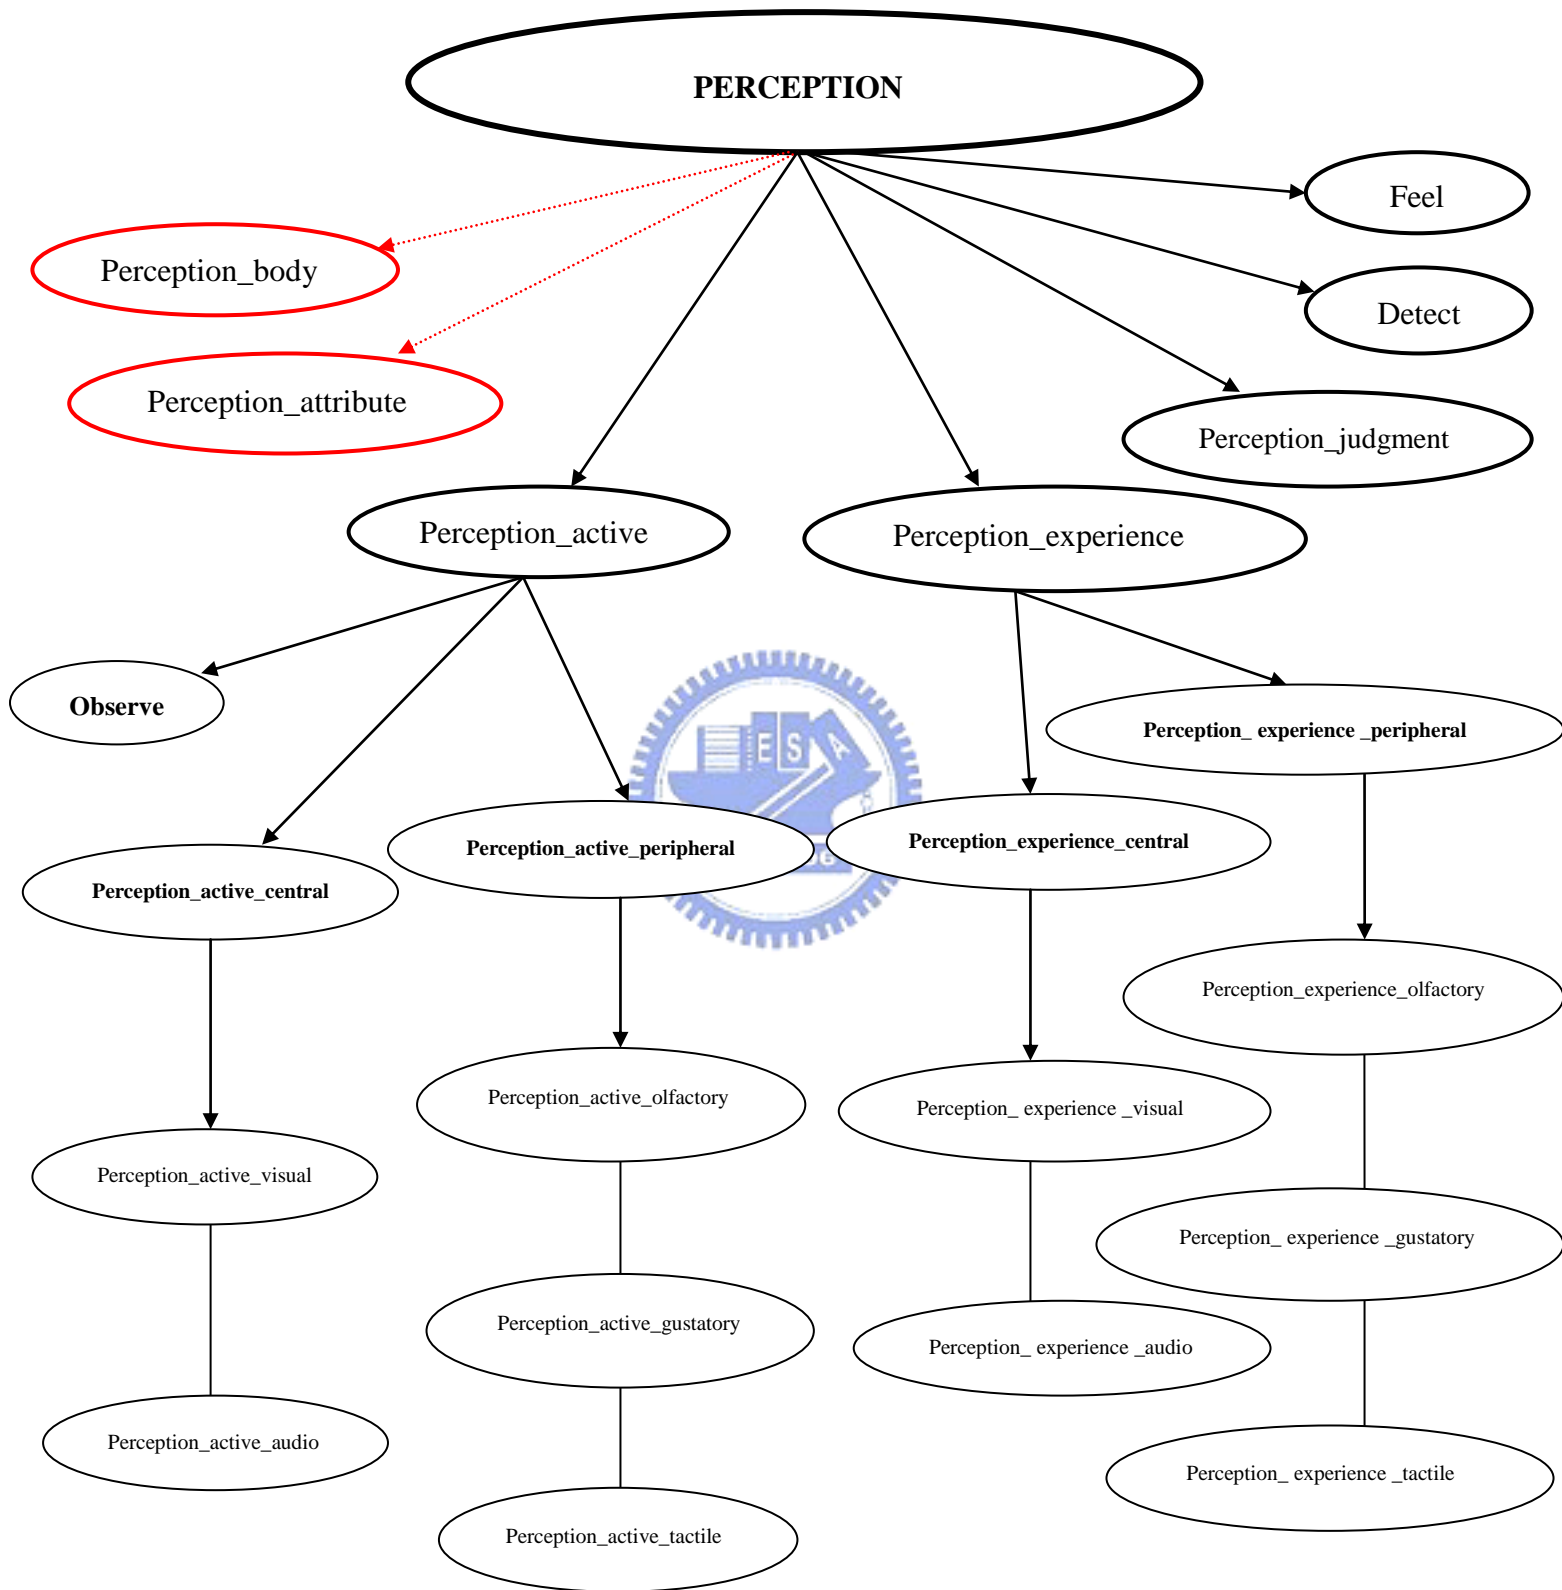 PERCEPTION
Feel
Perception_body
Detect
Perception_attribute
Perception_judgment
Perception_active
Perception_experience
Observe
Perception_ experience _peripheral
E S A
Perception_active_peripheral
Perception_experience_central
Perception_active_central
Perception_experience_olfactory
Perception_active_olfactory
Perception_ experience _visual
Perception_active_visual
Perception_ experience _gustatory
Perception_active_gustatory
Perception_ experience _audio
Perception_active_audio
Perception_ experience _tactile
Perception_active_tactile